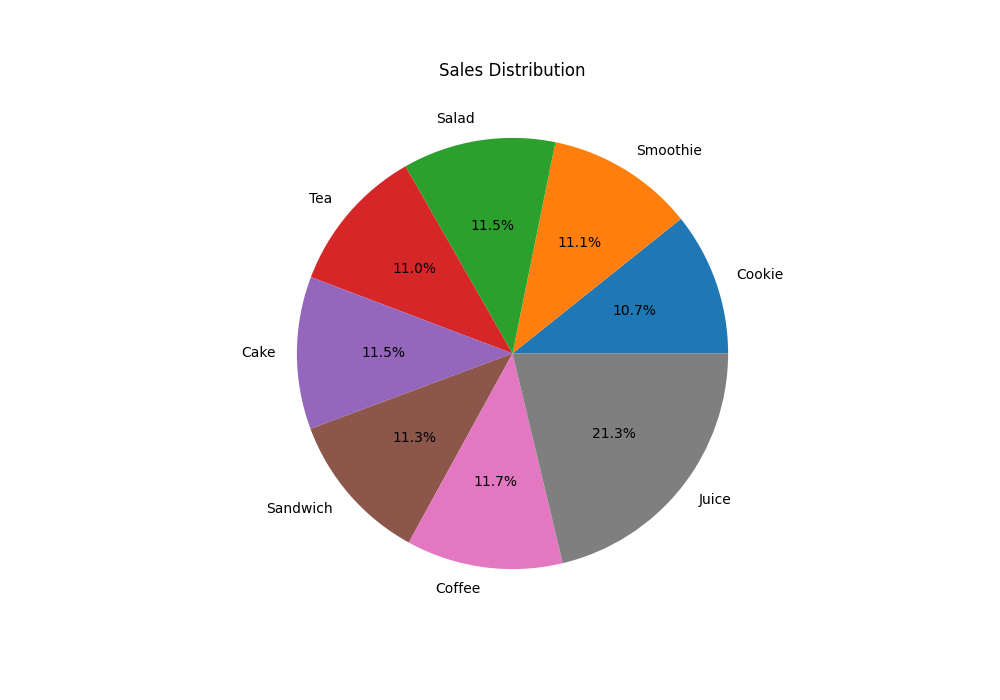 Sales Distribution
Salad
Smoothie
Tea
11.5%
11.1%
11.0%
Cookie
10.7%
Cake
11.5%
11.3%
21.3%
11.7%
Sandwich
Juice
Coffee